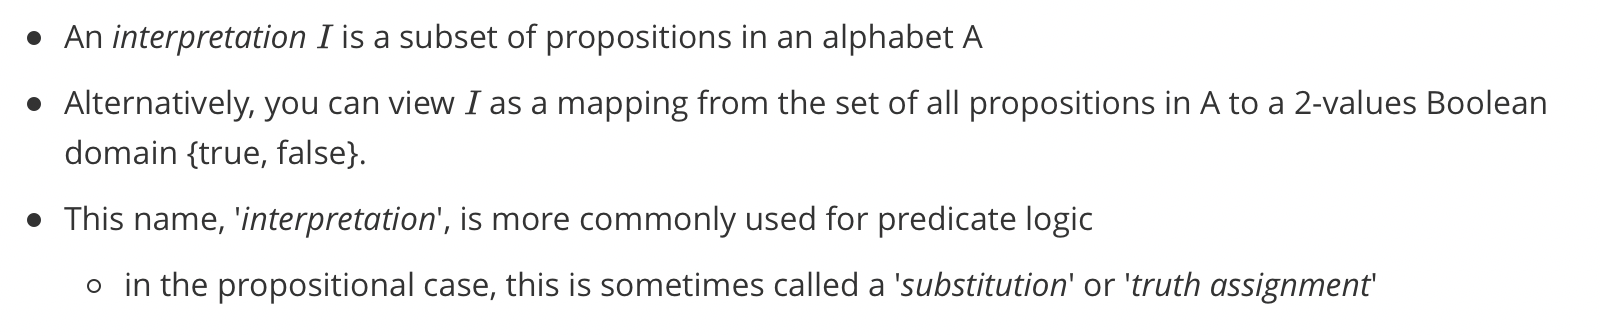 ● An interpretation I is a subset of propositions in an alphabet A
● Alternatively, you can view I as a mapping from the set of all propositions in A to a 2-values Boolean
domain {true, false}.
● This name, 'interpretation', is more commonly used for predicate logic
○ in the propositional case, this is sometimes called a 'substitution' or 'truth assignment'